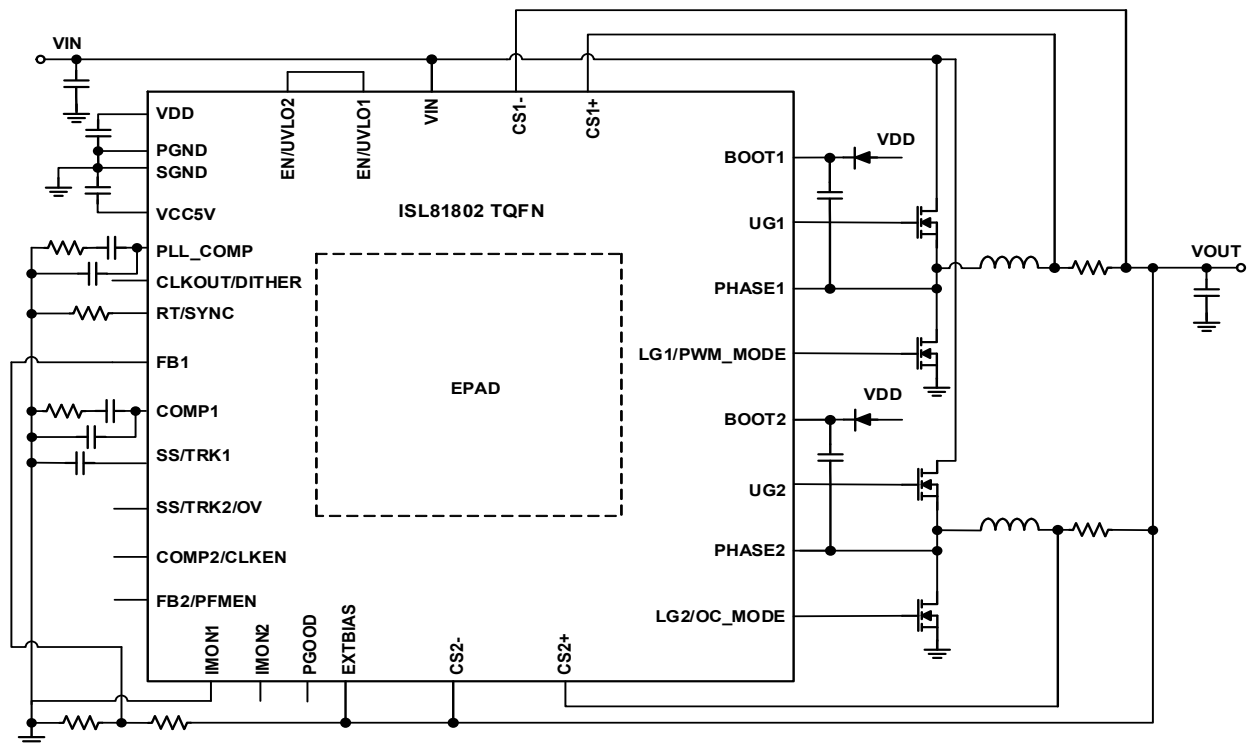 VIN
VDD
PGND
SGND
VCC5V
PLL_COMP
CLKOUT/DITHER
RT/SYNC
FB1
COMP1
SS/TRK1
SS/TRK2/OV
COMP2/CLKEN
FB2/PFMEN
EN/UVLO2
EN/UVLO1
VIN
CS1-
CS1+
ISL81802 TQFN
EPAD
BOOT1
VDD
UG1
PHASE1
LG1/PWM_MODE
BOOT2
VDD
UG2
PHASE2
LG2/OC_MODE
VOUT
IMON1
IMON2
PGOOD
EXTBIAS
CS2-
CS2+